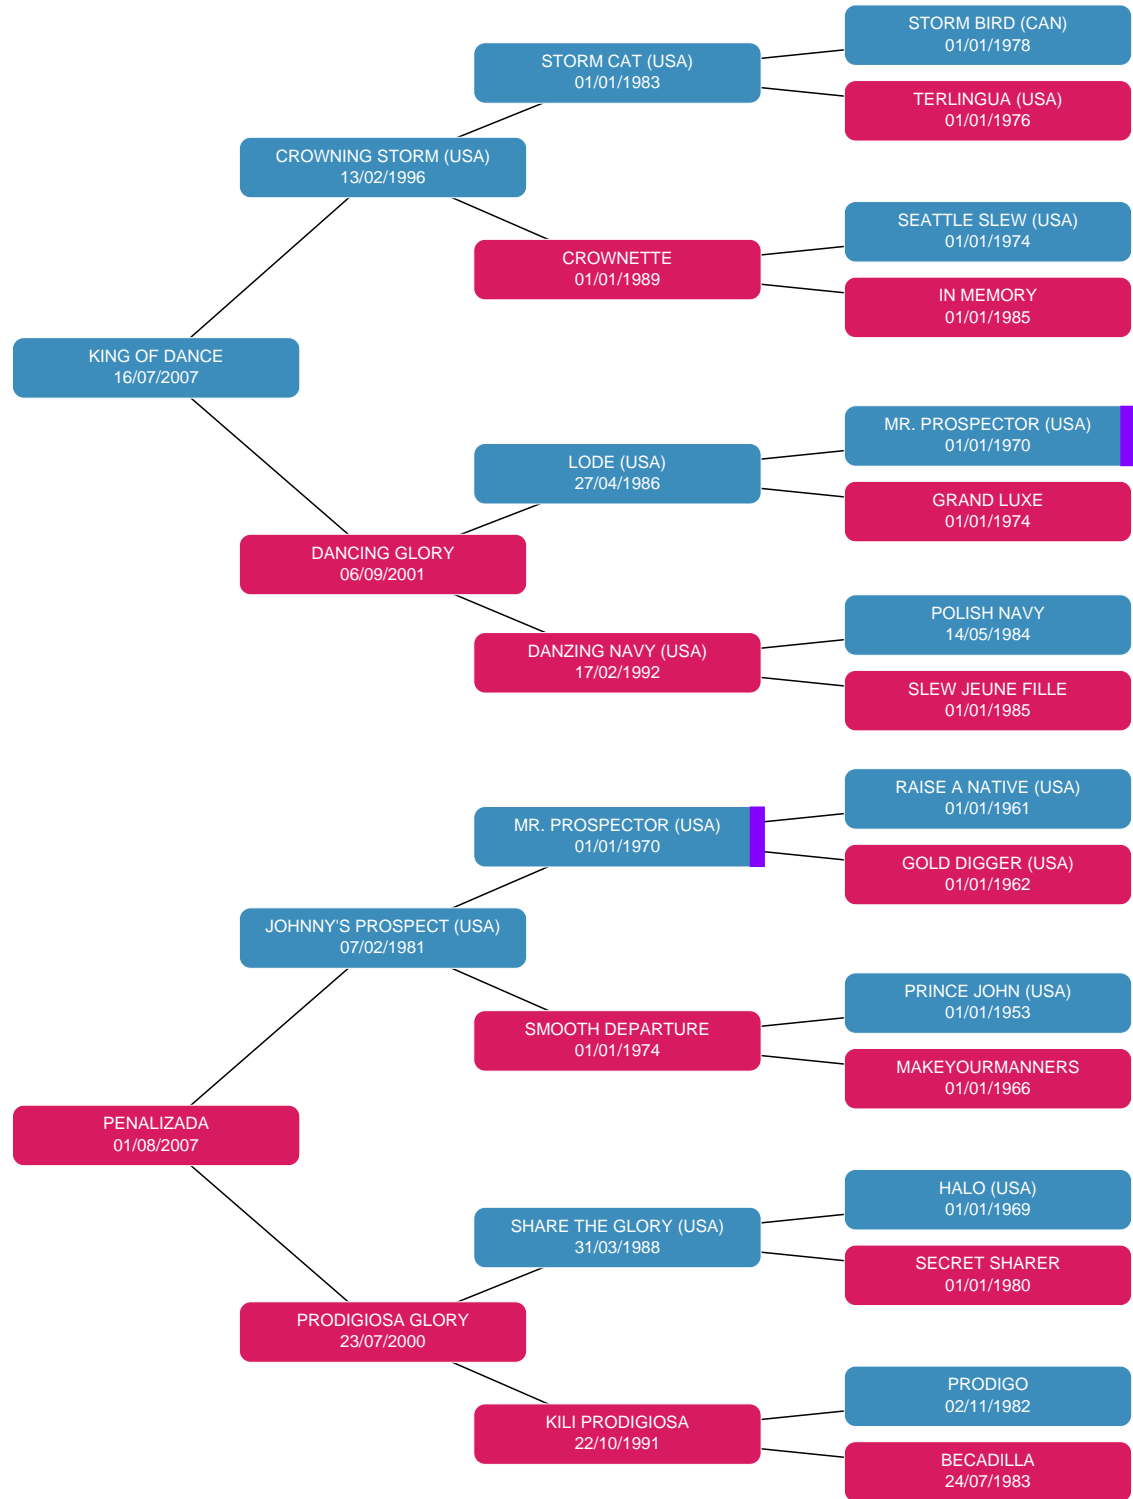 STORM BIRD (CAN)
01/01/1978
STORM CAT (USA)
01/01/1983
TERLINGUA (USA)
01/01/1976
CROWNING STORM (USA)
13/02/1996
SEATTLE SLEW (USA)
01/01/1974
CROWNETTE
01/01/1989
IN MEMORY
01/01/1985
KING OF DANCE
16/07/2007
MR. PROSPECTOR (USA)
01/01/1970
LODE (USA)
27/04/1986
GRAND LUXE
01/01/1974
DANCING GLORY
06/09/2001
POLISH NAVY
14/05/1984
DANZING NAVY (USA)
17/02/1992
SLEW JEUNE FILLE
01/01/1985
RAISE A NATIVE (USA)
01/01/1961
MR. PROSPECTOR (USA)
01/01/1970
GOLD DIGGER (USA)
01/01/1962
JOHNNY'S PROSPECT (USA)
07/02/1981
PRINCE JOHN (USA)
01/01/1953
SMOOTH DEPARTURE
01/01/1974
MAKEYOURMANNERS
01/01/1966
PENALIZADA
01/08/2007
HALO (USA)
01/01/1969
SHARE THE GLORY (USA)
31/03/1988
SECRET SHARER
01/01/1980
PRODIGIOSA GLORY
23/07/2000
PRODIGO
02/11/1982
KILI PRODIGIOSA
22/10/1991
BECADILLA
24/07/1983